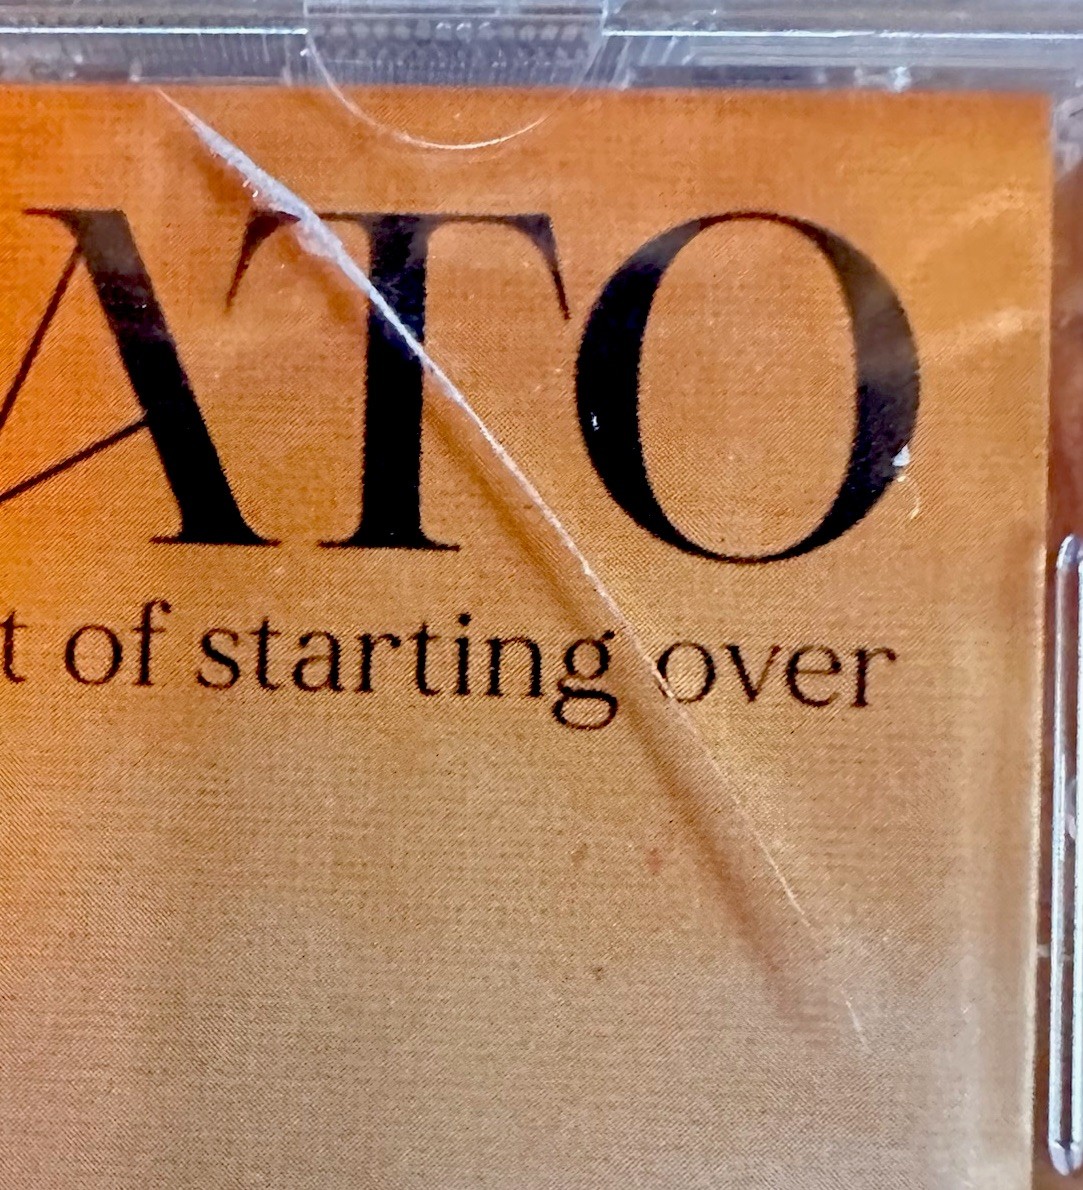 ATO
t of starting over